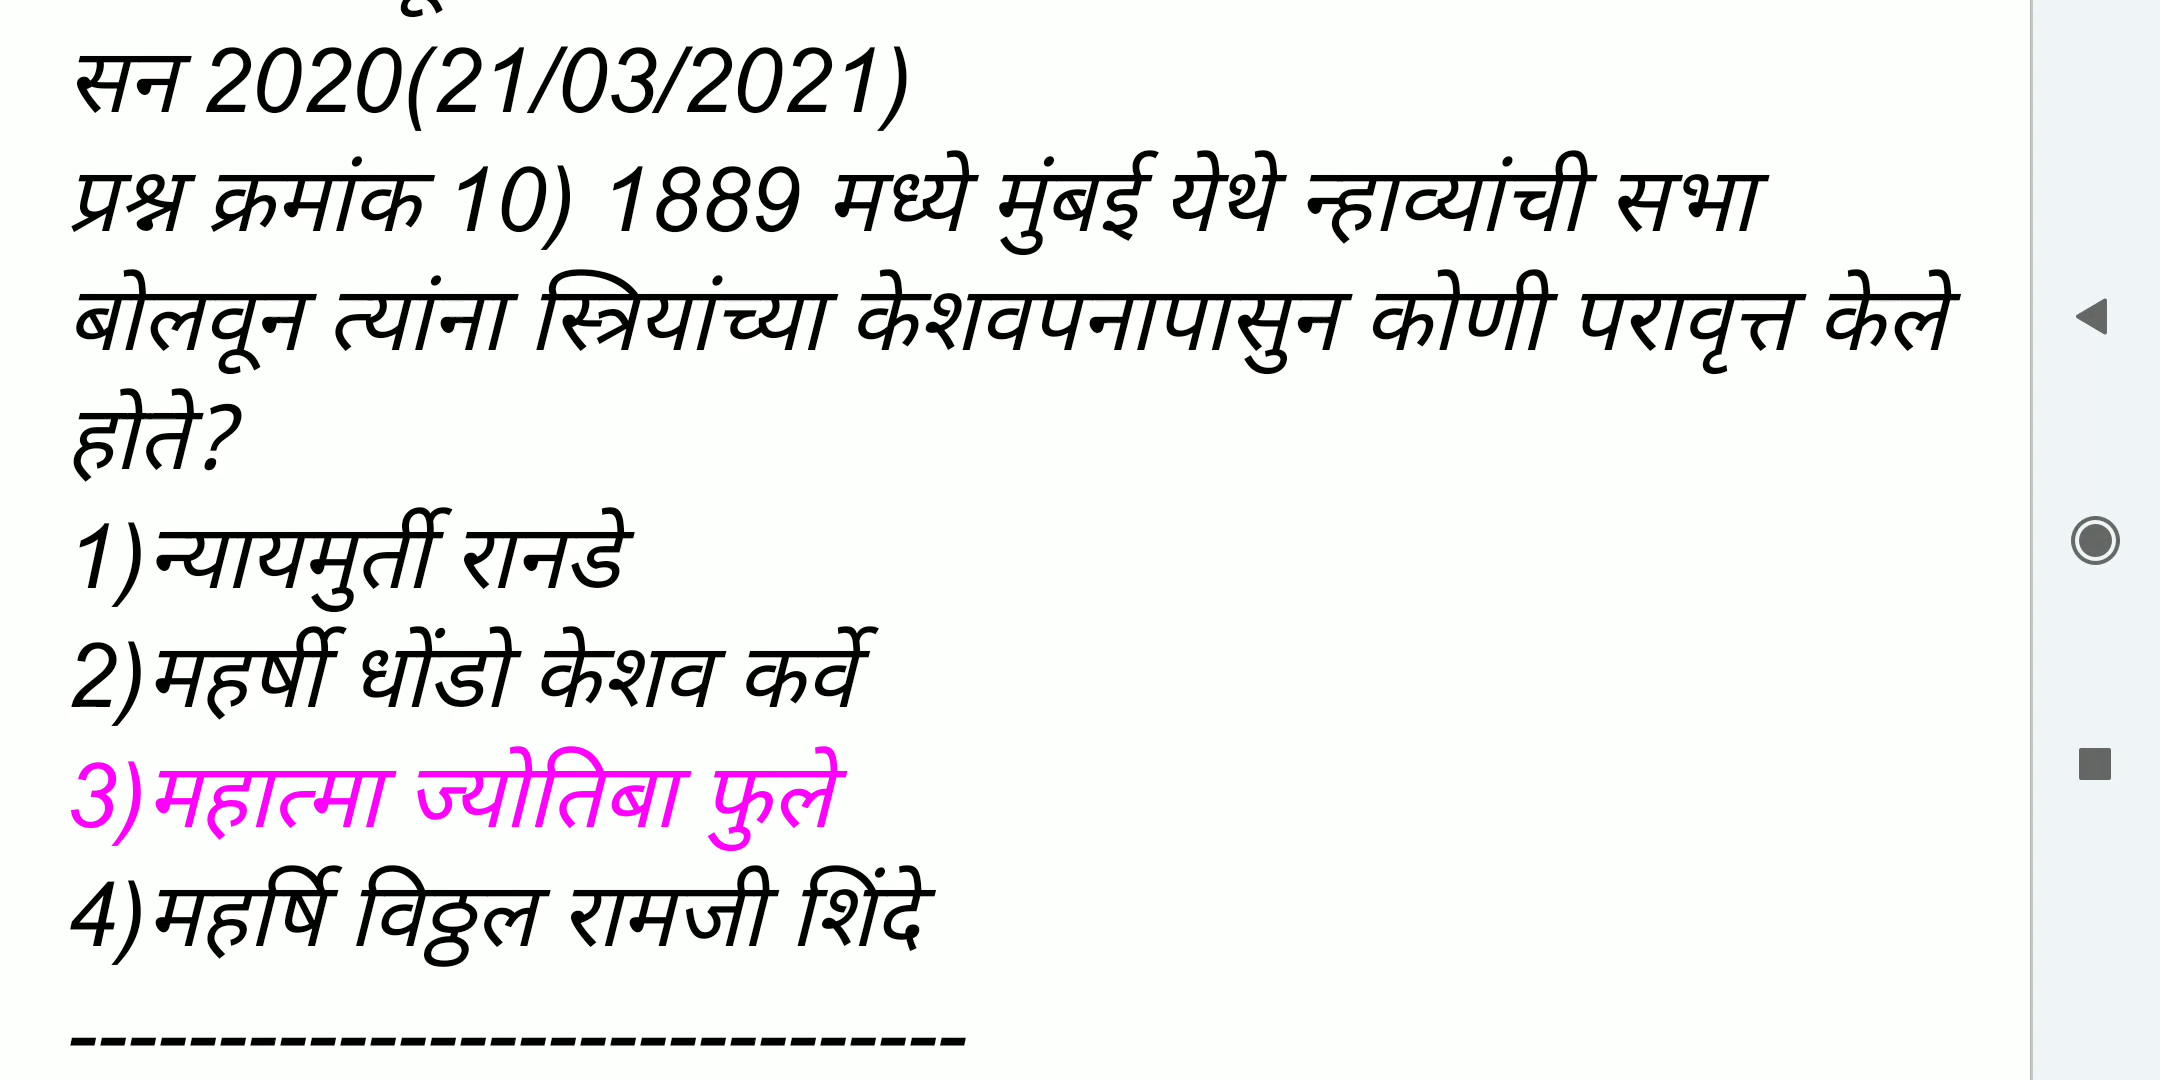 सन 2020(21/03/2021)
प्रश्न क्रमांक 10) 1889 मध्ये मुंबई येथे न्हाव्यांची सभा
बोलवून त्यांना स्त्रियांच्या केशवपनापासुन कोणी परावृत्त केले
होते?
1)न्यायमुर्ती रानडे
2)महर्षी धोंडो केशव कर्वे
3)महात्मा ज्योतिबा फुले
4)महर्षि विठ्ठल रामजी शिंदे
------------------------------